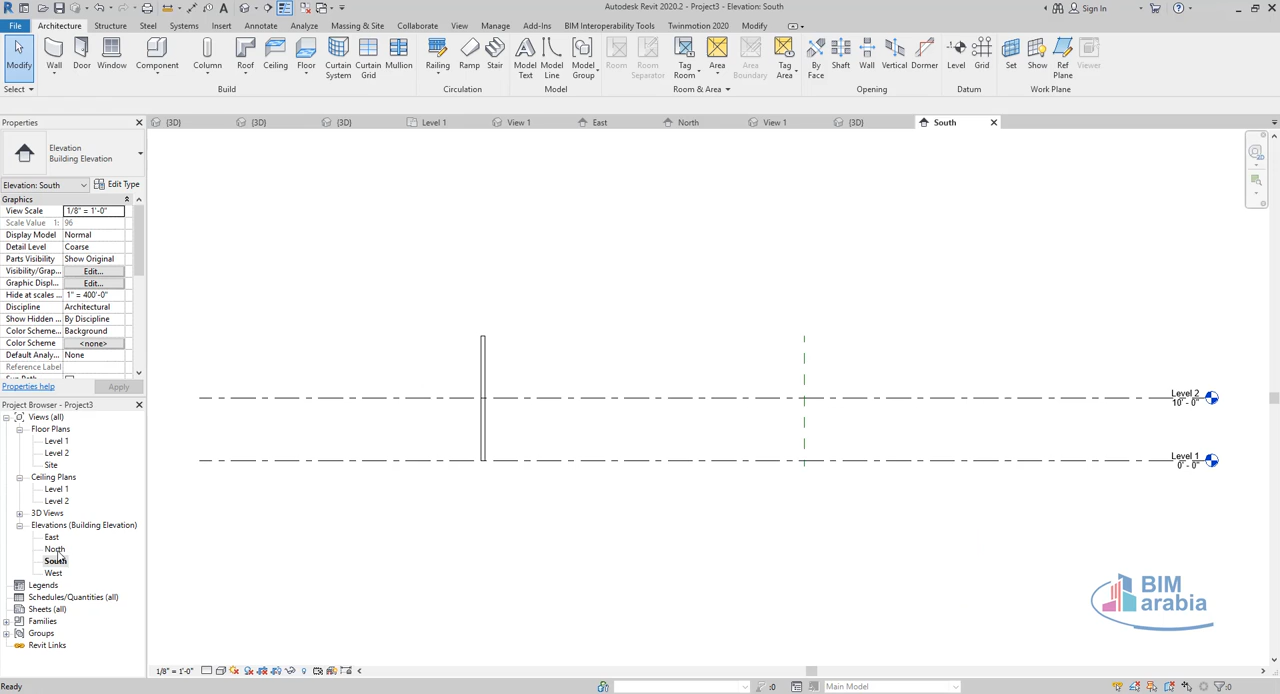 Autodesk Revit 2020.2 - Project3 - Elevation: South
Sign In
File Architecture Structure Steel Systems Insert Annotate Analyze Massing & Site Collaborate View Manage Add-Ins BIM Interoperability Tools Twinmotion 2020 Modify
Modify Wall Door Window Component Column Roof Ceiling Floor Curtain System Curtain Grid Mullion Railing Ramp Stair Model Text Model Line Model Group Room Room Separator Tag Room Area Area Boundary Tag Area By Face Shaft Wall Vertical Dormer Level Grid Set Show Ref Plane Viewer
Select Build Circulation Model Room & Area Opening Datum Work Plane
Properties
{3D} {3D} {3D} Level 1 View 1 East North View 1 {3D} South
Elevation
Building Elevation
Elevation: South Edit Type
Graphics
View Scale 1/8" = 1'-0"
Scale Value 1: 96
Display Model Normal
Detail Level Coarse
Parts Visibility Show Original
Visibility/Grap... Edit...
Graphic Displ... Edit...
Hide at scales ... 1" = 400'-0"
Discipline Architectural
Show Hidden ... By Discipline
Color Scheme... Background
Color Scheme <none>
Default Analy... None
Reference Label
Properties help Apply
Project Browser - Project3
Views (all)
Floor Plans
Level 1
Level 2
Site
Ceiling Plans
Level 1
Level 2
3D Views
Elevations (Building Elevation)
East
North
South
West
Legends
Schedules/Quantities (all)
Sheets (all)
Families
Groups
Revit Links
Level 2
10' - 0"
Level 1
0' - 0"
BIM
arabia
1/8" = 1'-0"
Ready :0 Main Model :0